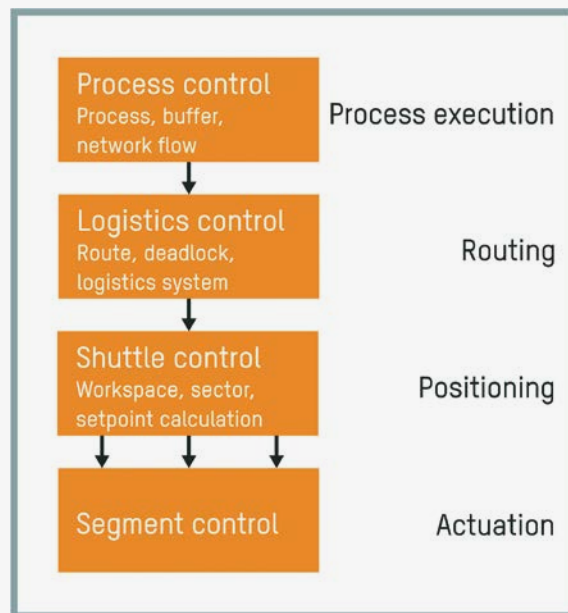 Process control
Process, buffer,
network flow
Process execution
Logistics control
Route, deadlock,
logistics system
Routing
Shuttle control
Workspace, sector,
setpoint calculation
Positioning
Segment control
Actuation